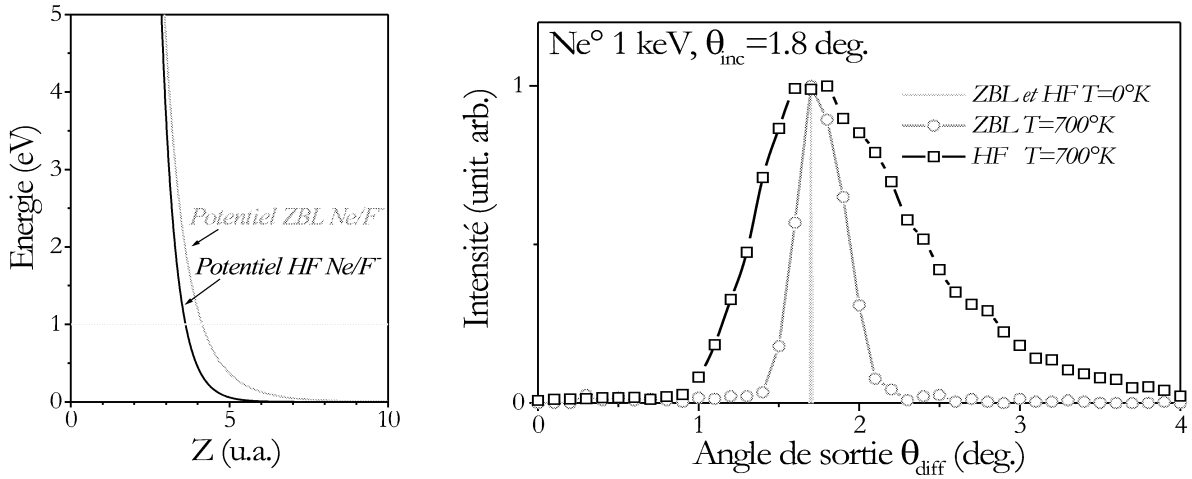 5
4
3
2
1
0
0
5
10
Energie (eV)
Z (u.a.)
Potentiel ZBL Ne/F⁻
Potentiel HF Ne/F⁻
Ne° 1 keV, θinc=1.8 deg.
ZBL et HF T=0°K
ZBL T=700°K
HF T=700°K
Intensité (unit. arb.)
1
0
0
1
2
3
4
Angle de sortie θdiff (deg.)